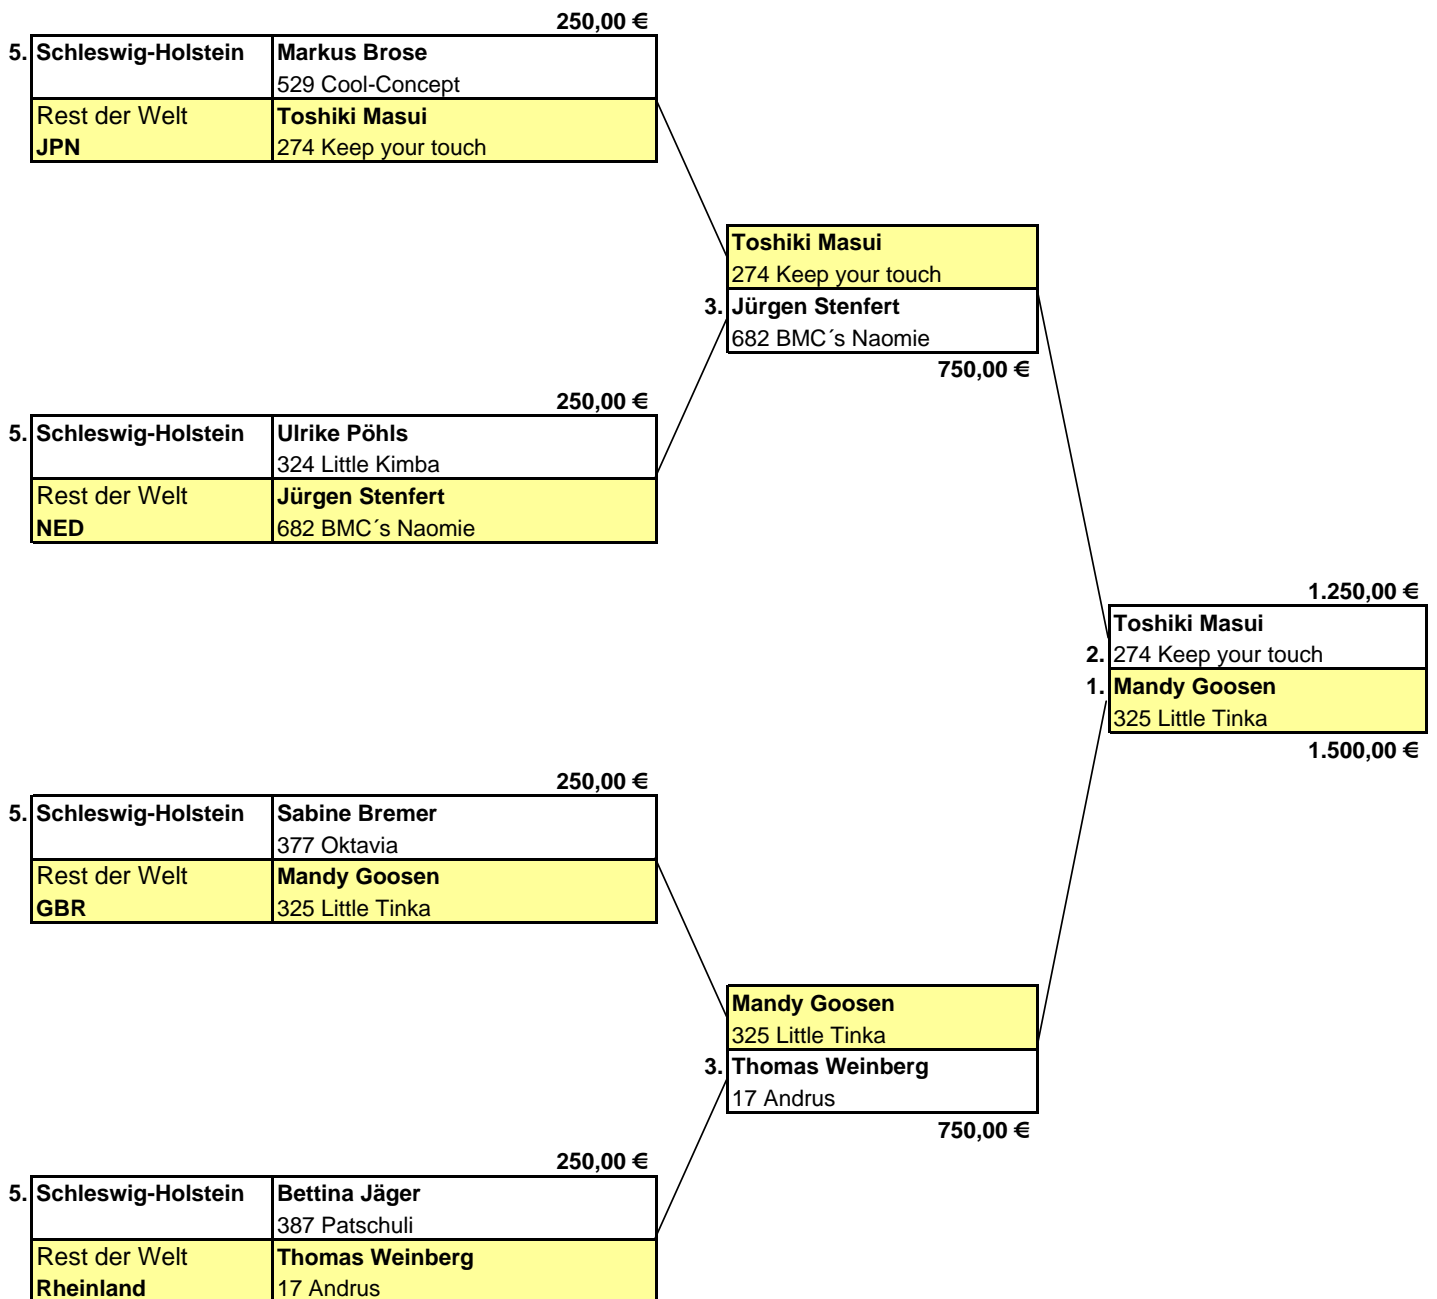 250,00 €
5. Schleswig-Holstein Markus Brose
529 Cool-Concept
Rest der Welt Toshiki Masui
JPN 274 Keep your touch
Toshiki Masui
274 Keep your touch
3. Jürgen Stenfert
682 BMC´s Naomie
750,00 €
250,00 €
5. Schleswig-Holstein Ulrike Pöhls
324 Little Kimba
Rest der Welt Jürgen Stenfert
NED 682 BMC´s Naomie
1.250,00 €
Toshiki Masui
2. 274 Keep your touch
1. Mandy Goosen
325 Little Tinka
1.500,00 €
250,00 €
5. Schleswig-Holstein Sabine Bremer
377 Oktavia
Rest der Welt Mandy Goosen
GBR 325 Little Tinka
Mandy Goosen
325 Little Tinka
3. Thomas Weinberg
17 Andrus
750,00 €
250,00 €
5. Schleswig-Holstein Bettina Jäger
387 Patschuli
Rest der Welt Thomas Weinberg
Rheinland 17 Andrus